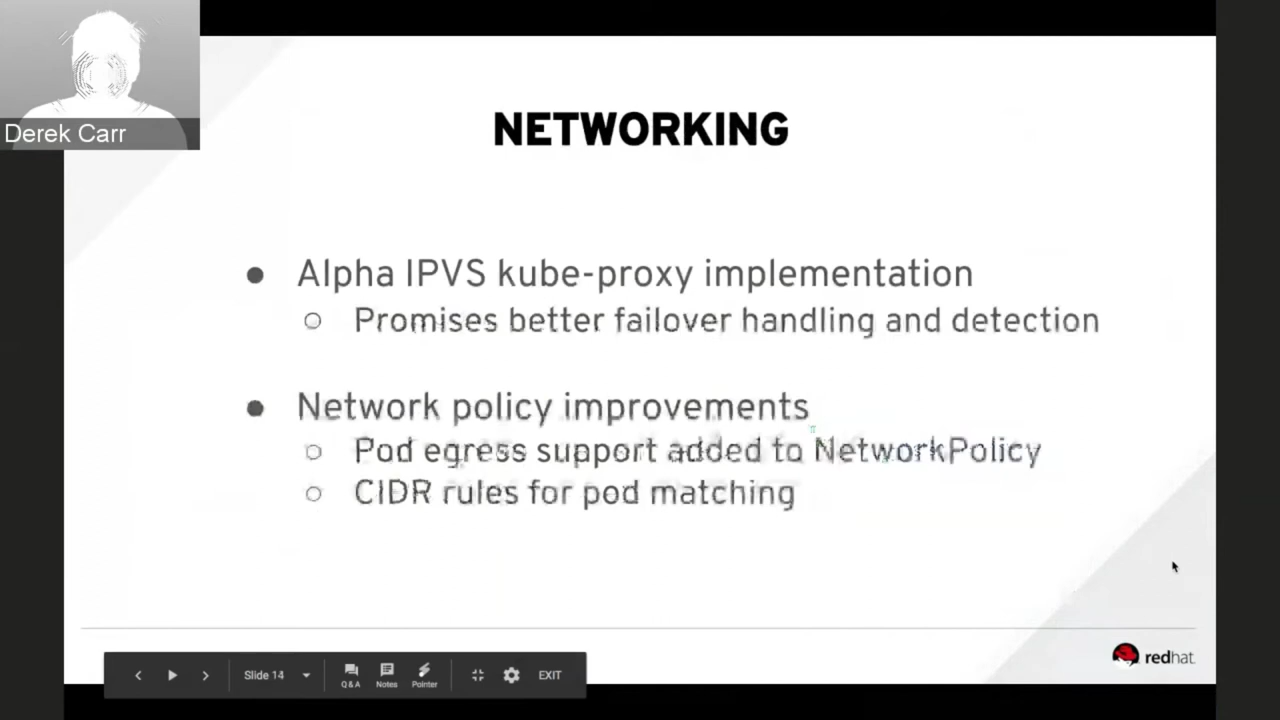 Derek Carr
NETWORKING
Alpha IPVS kube-proxy implementation
Promises better failover handling and detection
Network policy improvements
Pod egress support added to NetworkPolicy
CIDR rules for pod matching
Slide 14
Q&A
Notes
Pointer
EXIT
redhat.